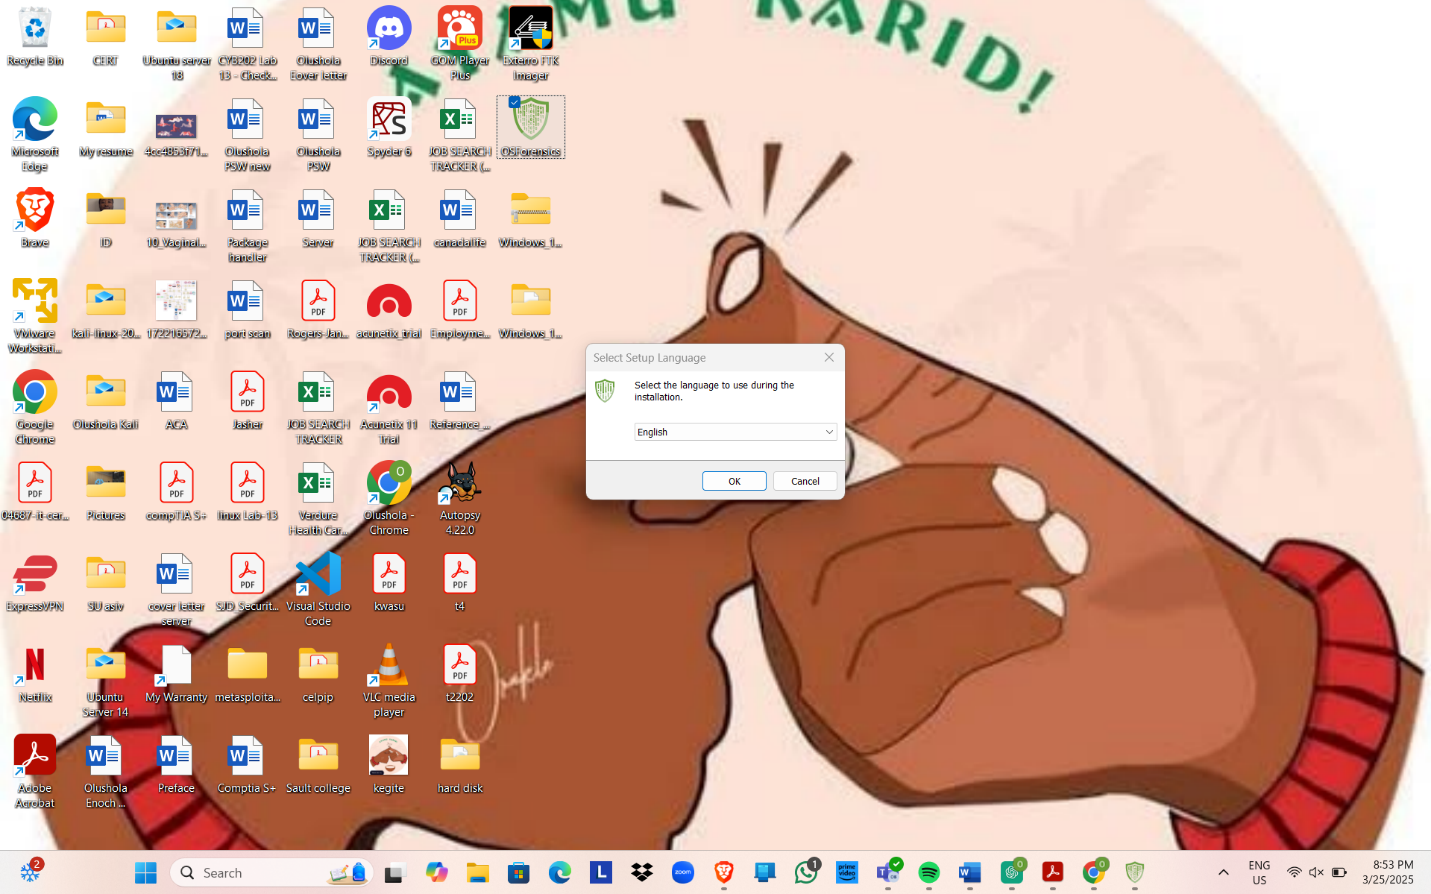 AYEMU KARID!
Recycle Bin
CERT
Ubuntu server
18
CYB202 Lab
13 - Check...
Olushola
Eover letter
Discord
GOM Player
Plus
Exterro FTK
Imager
Microsoft
Edge
My resume
4cc4853f71...
Olushola
PSW new
Olushola
PSW
Spyder 6
JOB SEARCH
TRACKER (...
OSForensics
Brave
ID
10_Vaginal...
Package
handler
Server
JOB SEARCH
TRACKER (...
canadalife
Windows_1...
VMware
Workstati...
kali-linux-20...
172216572...
port scan
Rogers-Jan...
acunetix_trial
Employme...
Windows_1...
Google
Chrome
Olushola Kali
ACA
Jasher
JOB SEARCH
TRACKER
Acunetix 11
Trial
Reference_...
04687-it-cer...
Pictures
compTIA S+
linux Lab-13
Verdure
Health Car...
Olushola -
Chrome
Autopsy
4.22.0
ExpressVPN
SU asiv
cover letter
server
SJD Securit...
Visual Studio
Code
kwasu
t4
Netflix
Ubuntu
Server 14
My Warranty
metasploita...
celpip
VLC media
player
t2202
Adobe
Acrobat
Olushola
Enoch ...
Preface
Comptia S+
Sault college
kegite
hard disk
Select Setup Language
Select the language to use during the
installation.
English
OK
Cancel
2
Search
1
ENG
US
8:53 PM
3/25/2025